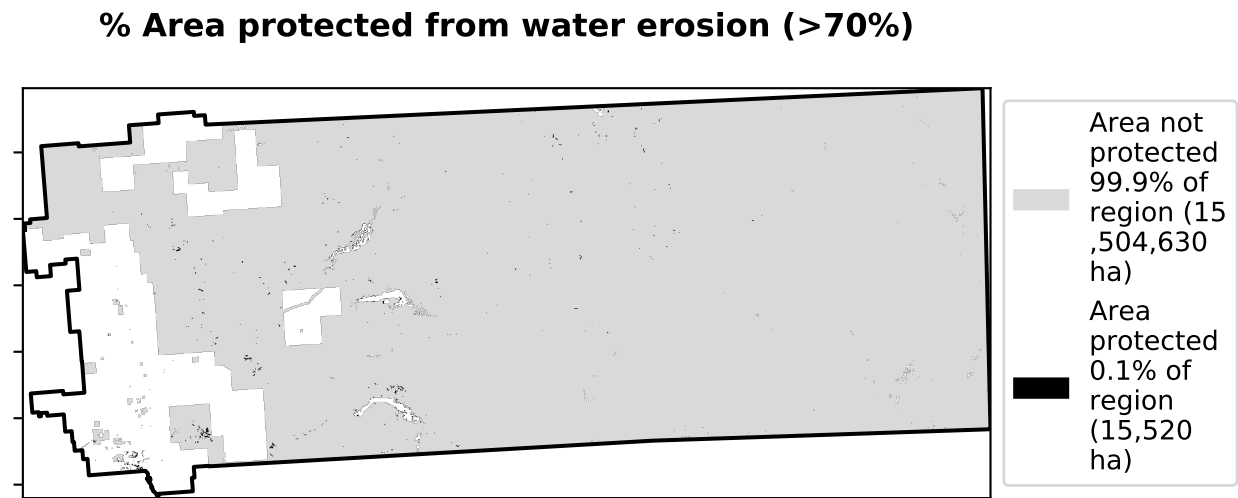 % Area protected from water erosion (>70%)
Area not
protected
99.9% of
region (15
,504,630
ha)
Area
protected
0.1% of
region
(15,520
ha)